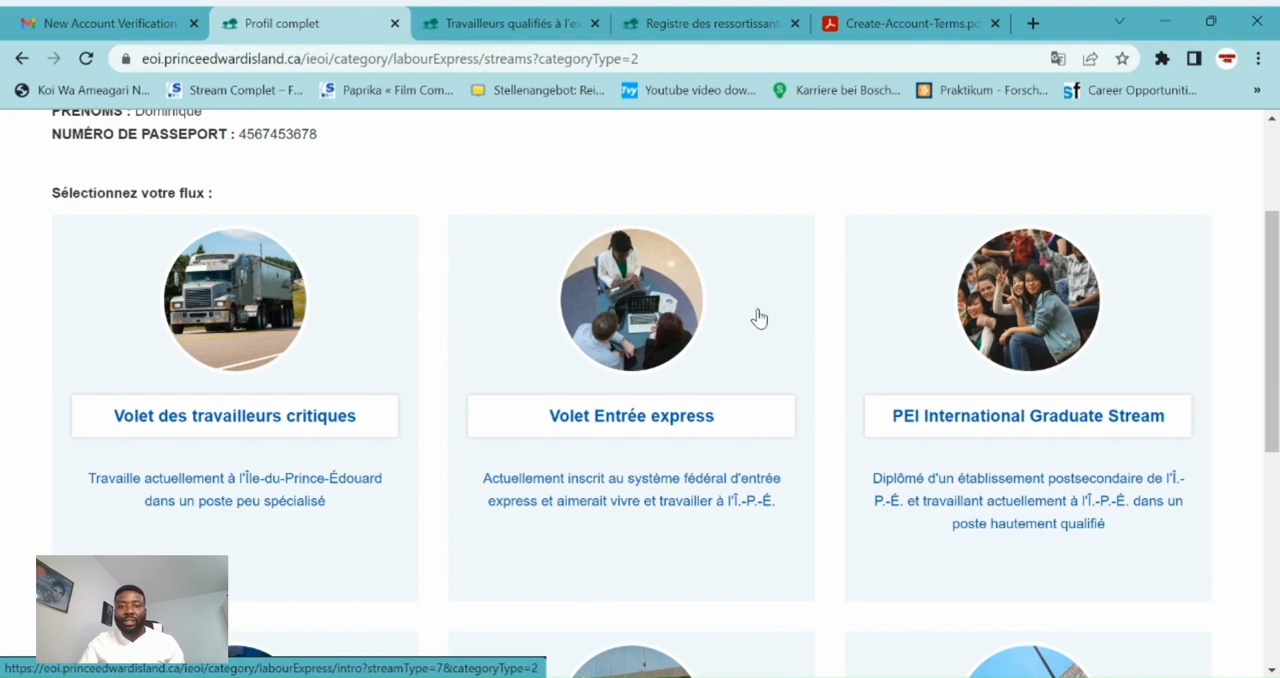 New Account Verification
Profil complet
Travailleurs qualifiés à l'ex
Registre des ressortissant
Create-Account-Terms.pd
eoi.princeedwardisland.ca/ieoi/category/labourExpress/streams?categoryType=2
Koi Wa Ameagari N...
Stream Complet – F...
Paprika « Film Com...
Stellenangebot: Rei...
Youtube video dow...
Karriere bei Bosch...
Praktikum - Forsch...
Career Opportuniti...
»
PRÉNOMS : Dominique
NUMÉRO DE PASSEPORT : 4567453678
Sélectionnez votre flux :
Volet des travailleurs critiques
Travaille actuellement à l'Île-du-Prince-Édouard
dans un poste peu spécialisé
Volet Entrée express
Actuellement inscrit au système fédéral d'entrée
express et aimerait vivre et travailler à l'Î.-P.-É.
PEI International Graduate Stream
Diplômé d'un établissement postsecondaire de l'Î.-
P.-É. et travaillant actuellement à l'Î.-P.-É. dans un
poste hautement qualifié
https://eoi.princeedwardisland.ca/ieoi/category/labourExpress/intro?streamType=7&categoryType=2